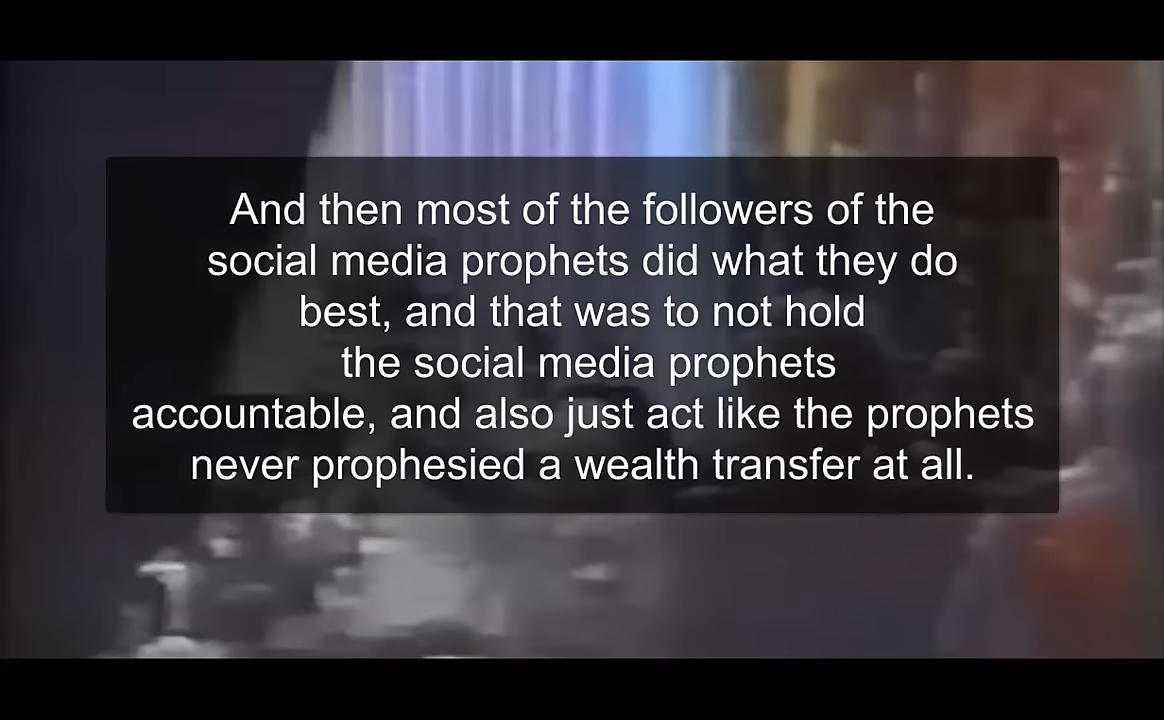 And then most of the followers of the
social media prophets did what they do
best, and that was to not hold
the social media prophets
accountable, and also just act like the prophets
never prophesied a wealth transfer at all.